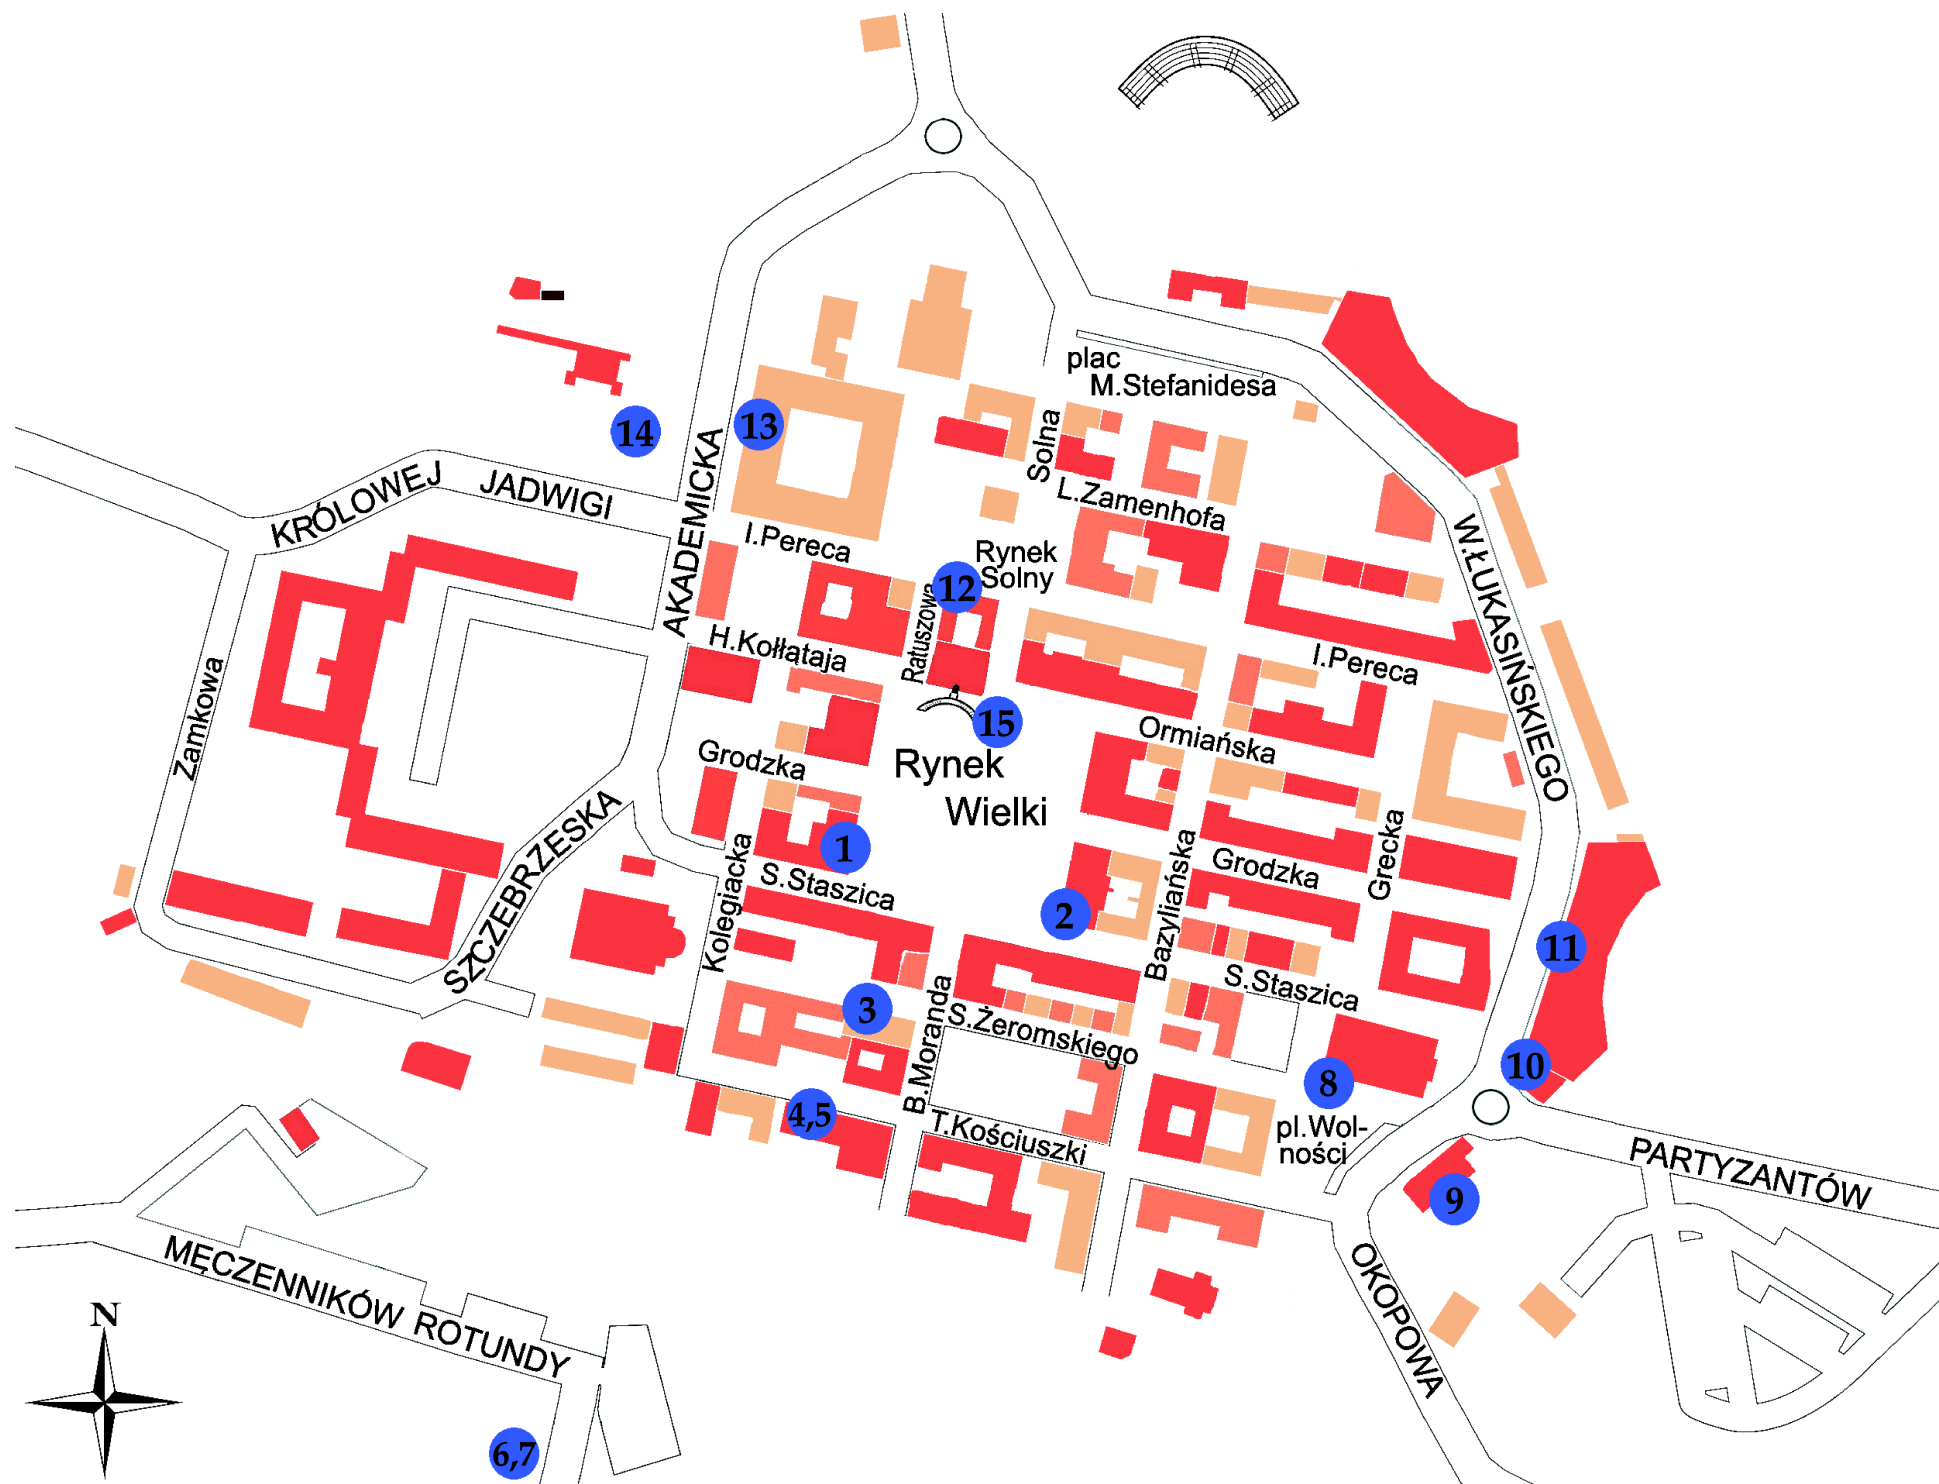 plac
M.Stefanidesa
Solna
14
13
KRÓLOWEJ JADWIGI
AKADEMICKA
L.Zamenhofa
I.Pereca
W.ŁUKASIŃSKIEGO
Rynek
Solny
12
Ratuszowa
H.Kołłątaja
I.Pereca
Zamkowa
15
Ormiańska
Grodzka
Rynek
Wielki
SZCZEBRZESKA
1
Kolegiacka
S.Staszica
Bazyliańska
Grodzka
Grecka
2
11
S.Staszica
3
B.Moranda
S.Żeromskiego
10
8
4,5
T.Kościuszki
pl.Wol-
ności
PARTYZANTÓW
9
MĘCZENNIKÓW ROTUNDY
OKOPOWA
N
6,7